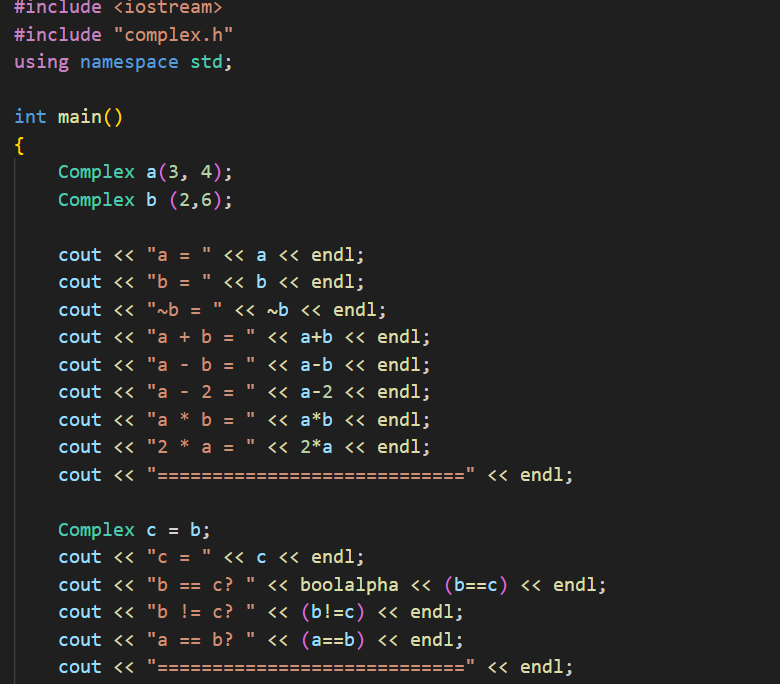 #include <iostream>
#include "complex.h"
using namespace std;
int main()
{
Complex a(3, 4);
Complex b (2,6);
cout << "a = " << a << endl;
cout << "b = " << b << endl;
cout << "~b = " << ~b << endl;
cout << "a + b = " << a+b << endl;
cout << "a - b = " << a-b << endl;
cout << "a - 2 = " << a-2 << endl;
cout << "a * b = " << a*b << endl;
cout << "2 * a = " << 2*a << endl;
cout << "============================" << endl;
Complex c = b;
cout << "c = " << c << endl;
cout << "b == c? " << boolalpha << (b==c) << endl;
cout << "b != c? " << (b!=c) << endl;
cout << "a == b? " << (a==b) << endl;
cout << "============================" << endl;